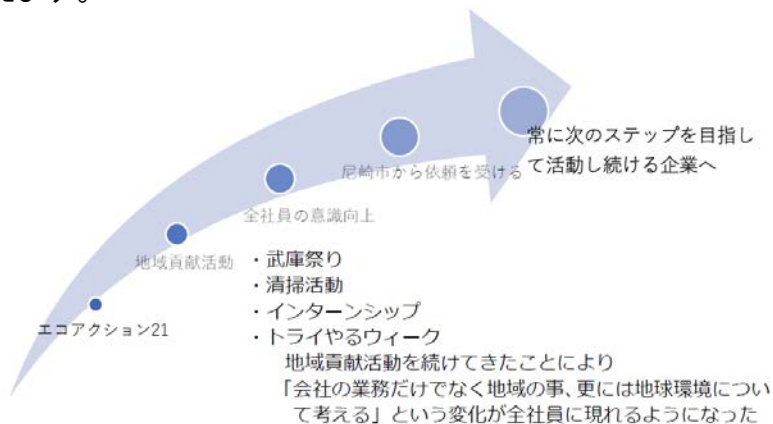 常に次のステップを目指し
て活動し続ける企業へ
尼崎市から依頼を受ける
全社員の意識向上
地域貢献活動
エコアクション21
・武庫祭り
・清掃活動
・インターンシップ
・トライやるウィーク
地域貢献活動を続けてきたことにより
「会社の業務だけでなく地域の事、更には地球環境につい
て考える」という変化が全社員に現れるようになった